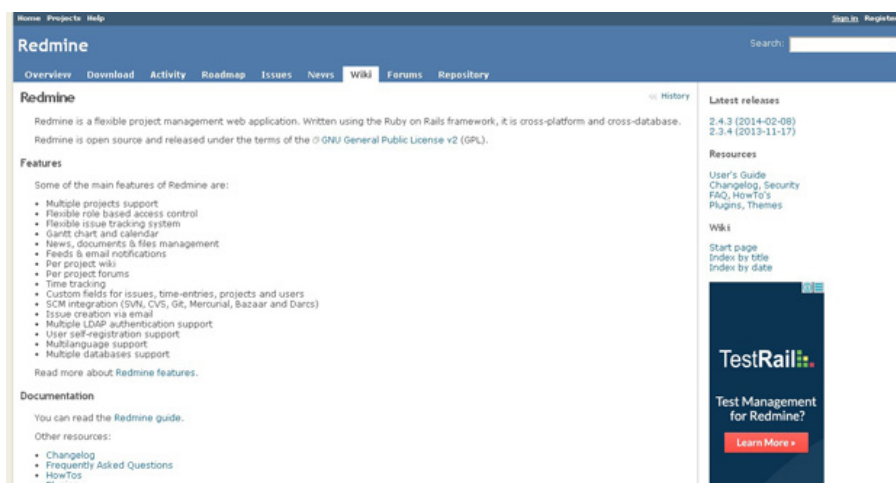 Home Projects Help
Sign in Register
Redmine
Search:
Overview Download Activity Roadmap Issues News Wiki Forums Repository
Redmine
« History
Redmine is a flexible project management web application. Written using the Ruby on Rails framework, it is cross-platform and cross-database.
Redmine is open source and released under the terms of the GNU General Public License v2 (GPL).
Features
Some of the main features of Redmine are:
• Multiple projects support
• Flexible role based access control
• Flexible issue tracking system
• Gantt chart and calendar
• News, documents & files management
• Feeds & email notifications
• Per project wiki
• Per project forums
• Time tracking
• Custom fields for issues, time-entries, projects and users
• SCM integration (SVN, CVS, Git, Mercurial, Bazaar and Darcs)
• Issue creation via email
• Multiple LDAP authentication support
• User self-registration support
• Multilanguage support
• Multiple databases support
Read more about Redmine features.
Documentation
You can read the Redmine guide.
Other resources:
• Changelog
• Frequently Asked Questions
• HowTos
Latest releases
2.4.3 (2014-02-08)
2.3.4 (2013-11-17)
Resources
User's Guide
Changelog, Security
FAQ, HowTo's
Plugins, Themes
Wiki
Start page
Index by title
Index by date
TestRail
Test Management
for Redmine?
Learn More »